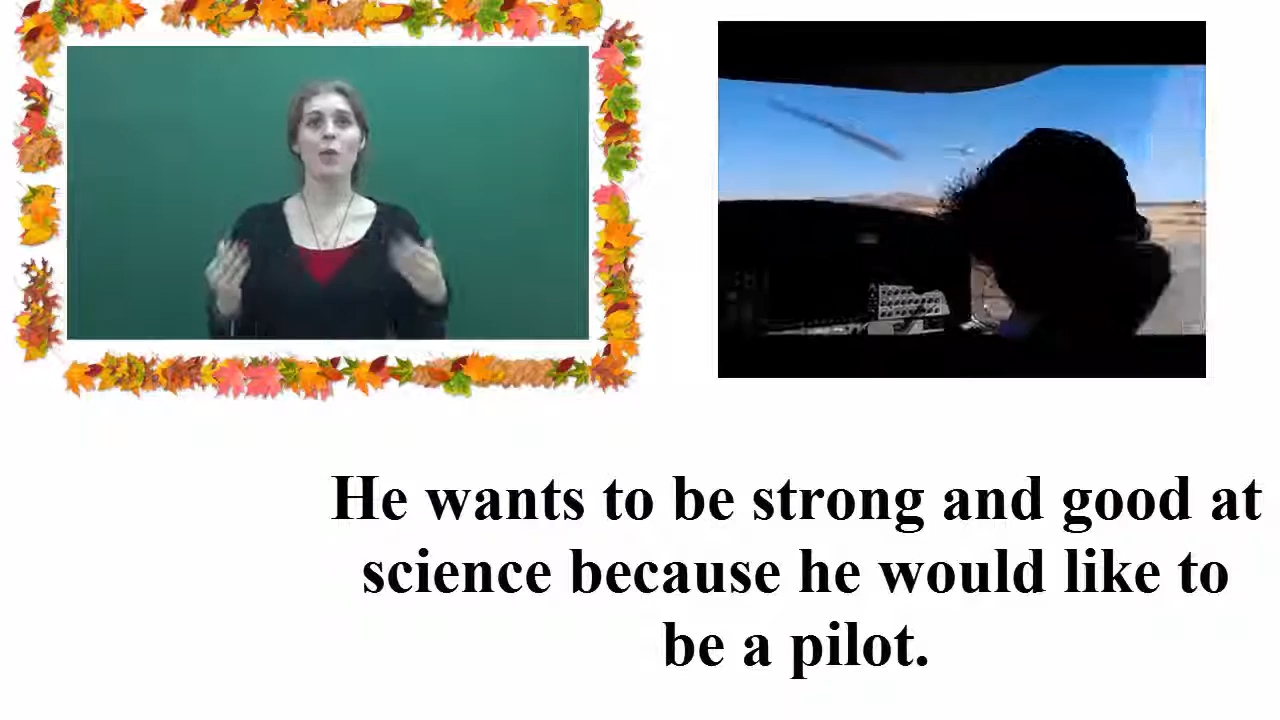 He wants to be strong and good at
science because he would like to
be a pilot.